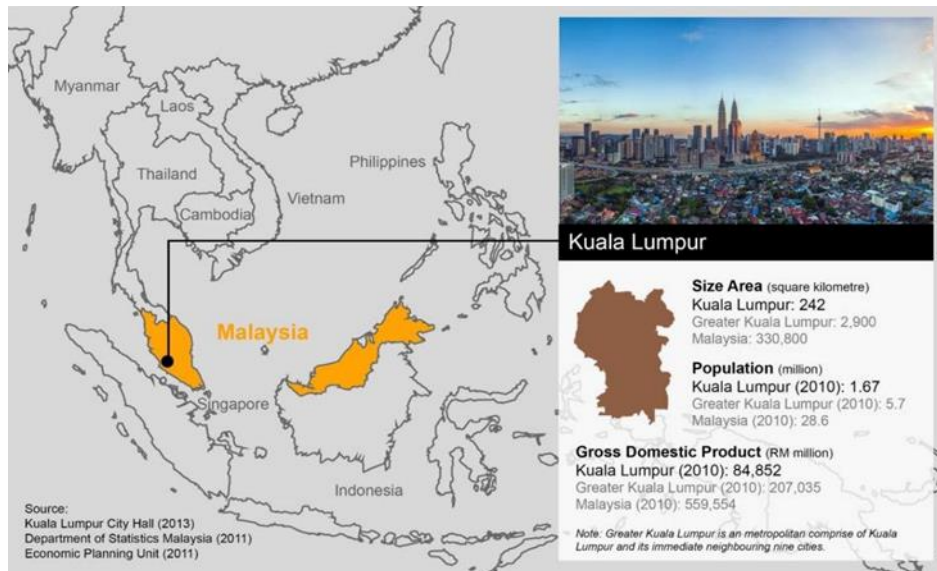 Myanmar
Laos
Thailand
Cambodia
Vietnam
Philippines
Malaysia
Singapore
Indonesia
Source:
Kuala Lumpur City Hall (2013)
Department of Statistics Malaysia (2011)
Economic Planning Unit (2011)
Kuala Lumpur
Size Area (square kilometre)
Kuala Lumpur: 242
Greater Kuala Lumpur: 2,900
Malaysia: 330,800
Population (million)
Kuala Lumpur (2010): 1.67
Greater Kuala Lumpur (2010): 5.7
Malaysia (2010): 28.6
Gross Domestic Product (RM million)
Kuala Lumpur (2010): 84,852
Greater Kuala Lumpur (2010): 207,035
Malaysia (2010): 559,554
Note: Greater Kuala Lumpur is an metropolitan comprise of Kuala
Lumpur and its immediate neighbouring nine cities.